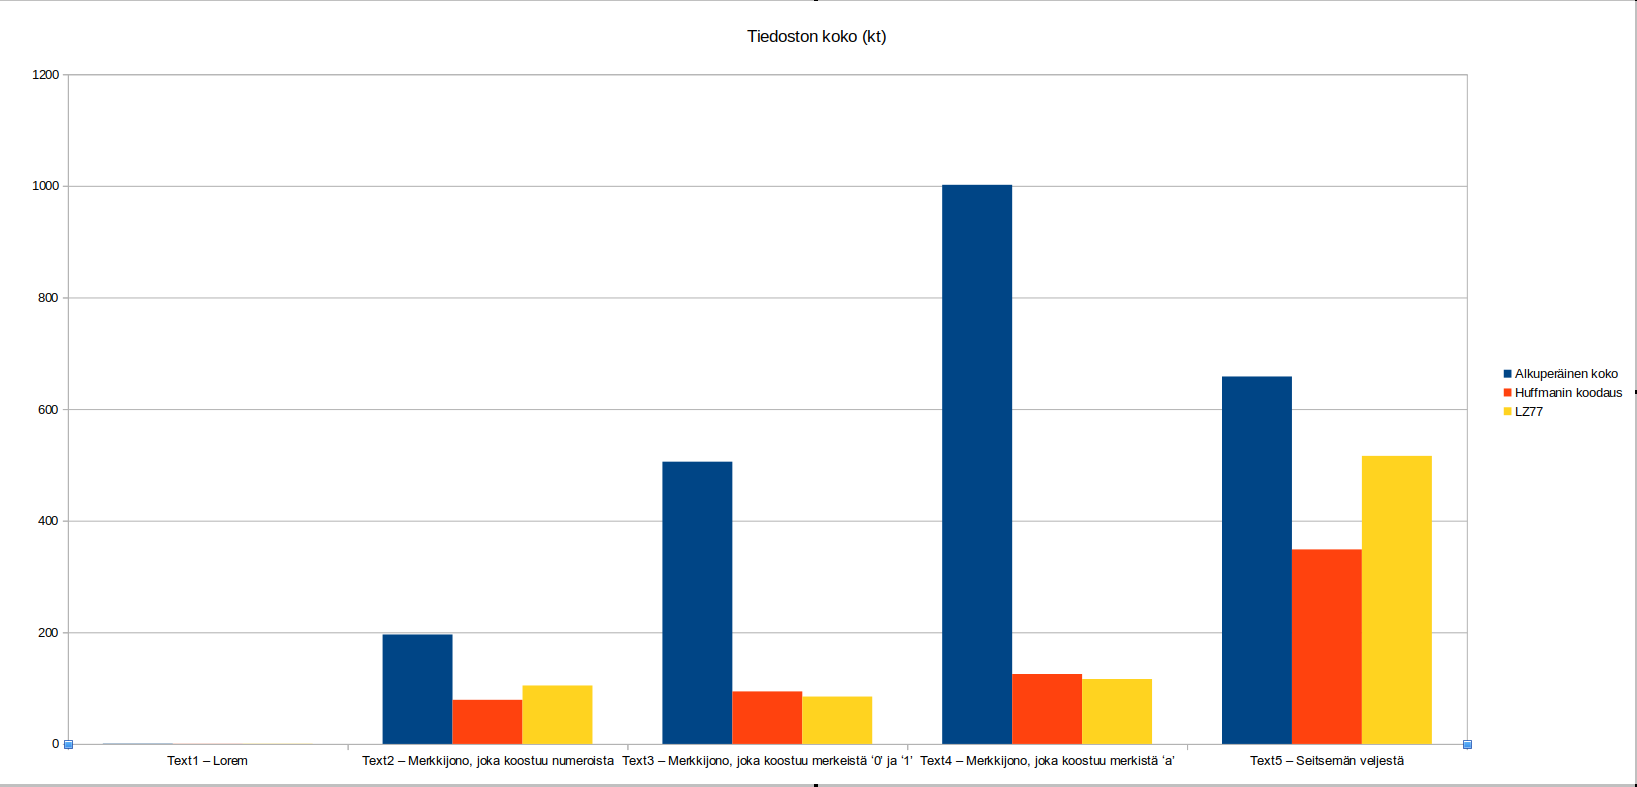 Tiedoston koko (kt)
1200
1000
800
600
400
200
0
Text1 – Lorem
Text2 – Merkkijono, joka koostuu numeroista
Text3 – Merkkijono, joka koostuu merkeistä '0' ja '1'
Text4 – Merkkijono, joka koostuu merkistä 'a'
Text5 – Seitsemän veljestä
Alkuperäinen koko
Huffmanin koodaus
LZ77